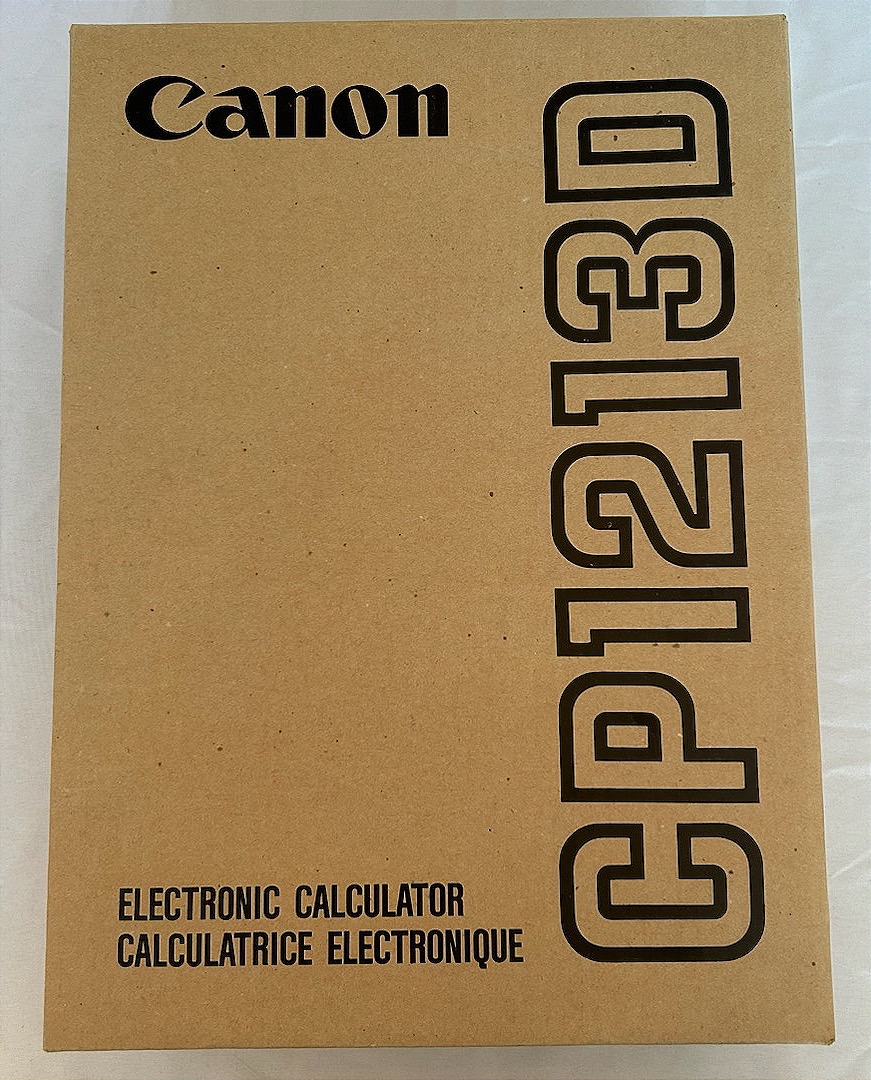 Canon
CP1213D
ELECTRONIC CALCULATOR
CALCULATRICE ELECTRONIQUE